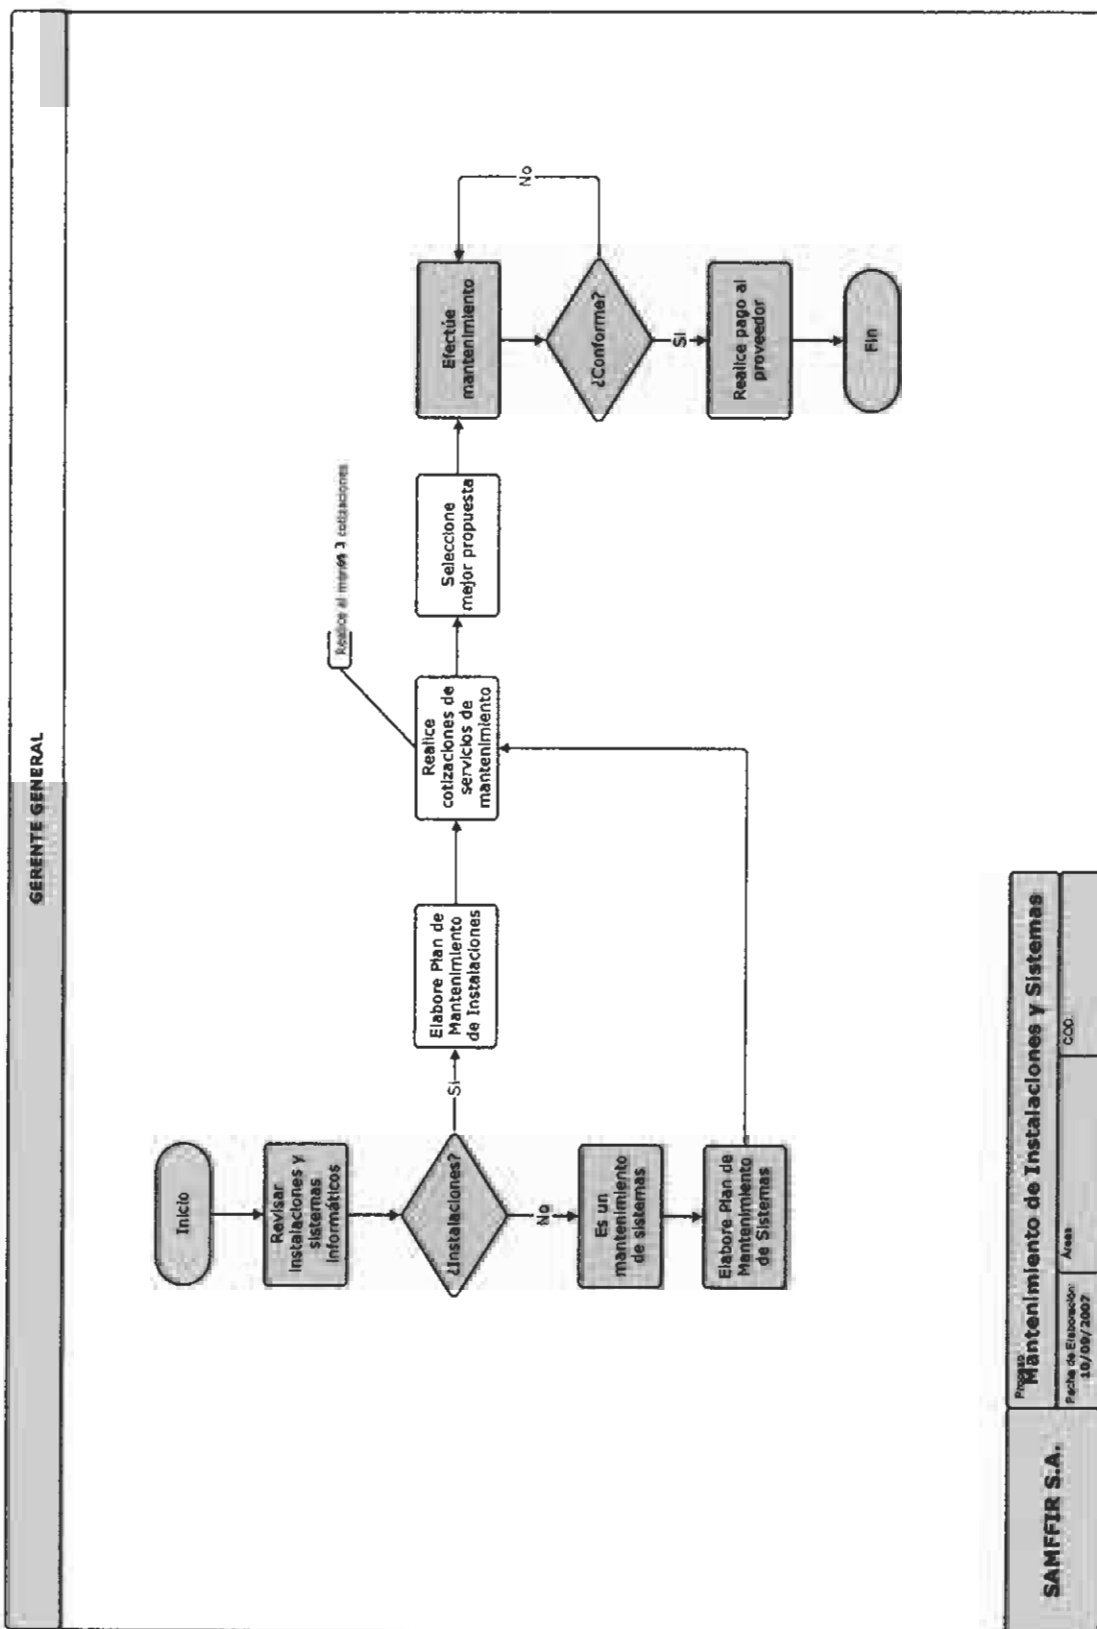 GERENTE GENERAL
Inicio
Revisar
Instalaciones y
sistemas
informáticos
¿Instalaciones?
Si
No
Elabore Plan de
Mantenimiento
de Instalaciones
Es un
mantenimiento
de sistemas
Elabore Plan de
Mantenimiento
de Sistemas
Realice
cotizaciones de
servicios de
mantenimiento
Realice al menos 3 cotizaciones
Seleccione
mejor propuesta
Efectúe
mantenimiento
¿Conforme?
No
Si
Realice pago al
proveedor
Fin
SAMFFIR S.A.
Proceso:
Mantenimiento de Instalaciones y Sistemas
Fecha de Elaboración:
10/09/2007
Áreas
COD: